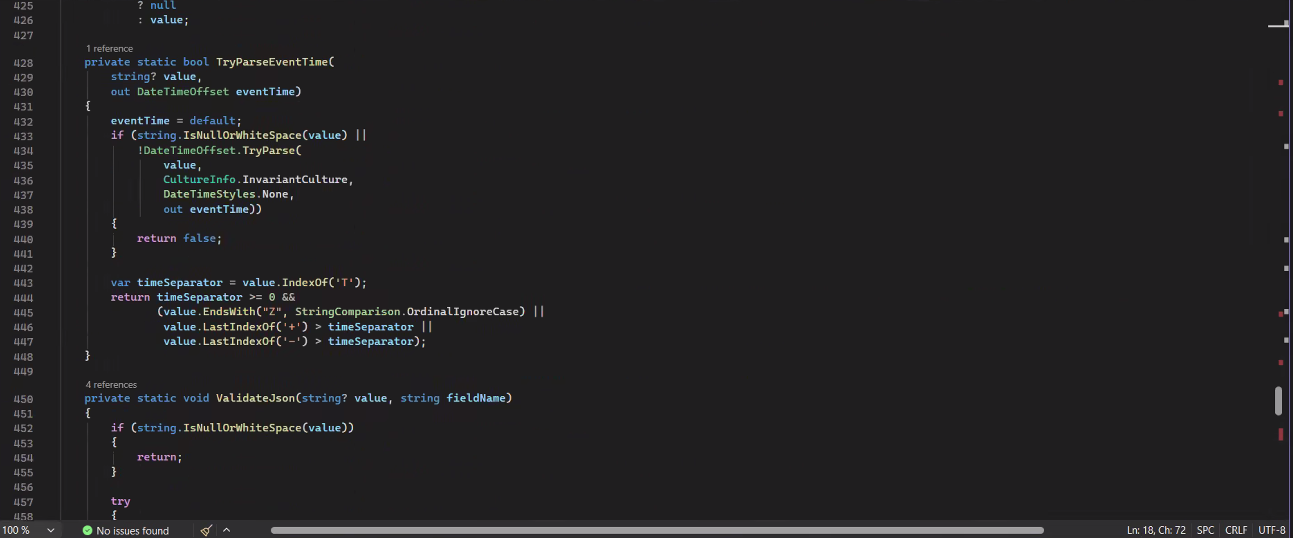 425 ? null
426 : value;
427
1 reference
428 private static bool TryParseEventTime(
429 string? value,
430 out DateTimeOffset eventTime)
431 {
432 eventTime = default;
433 if (string.IsNullOrWhiteSpace(value) ||
434 !DateTimeOffset.TryParse(
435 value,
436 CultureInfo.InvariantCulture,
437 DateTimeStyles.None,
438 out eventTime))
439 {
440 return false;
441 }
442
443 var timeSeparator = value.IndexOf('T');
444 return timeSeparator >= 0 &&
445 (value.EndsWith("Z", StringComparison.OrdinalIgnoreCase) ||
446 value.LastIndexOf('+') > timeSeparator ||
447 value.LastIndexOf('-') > timeSeparator);
448 }
449
4 references
450 private static void ValidateJson(string? value, string fieldName)
451 {
452 if (string.IsNullOrWhiteSpace(value))
453 {
454 return;
455 }
456
457 try
458 {
100 % No issues found Ln: 18, Ch: 72 SPC CRLF UTF-8